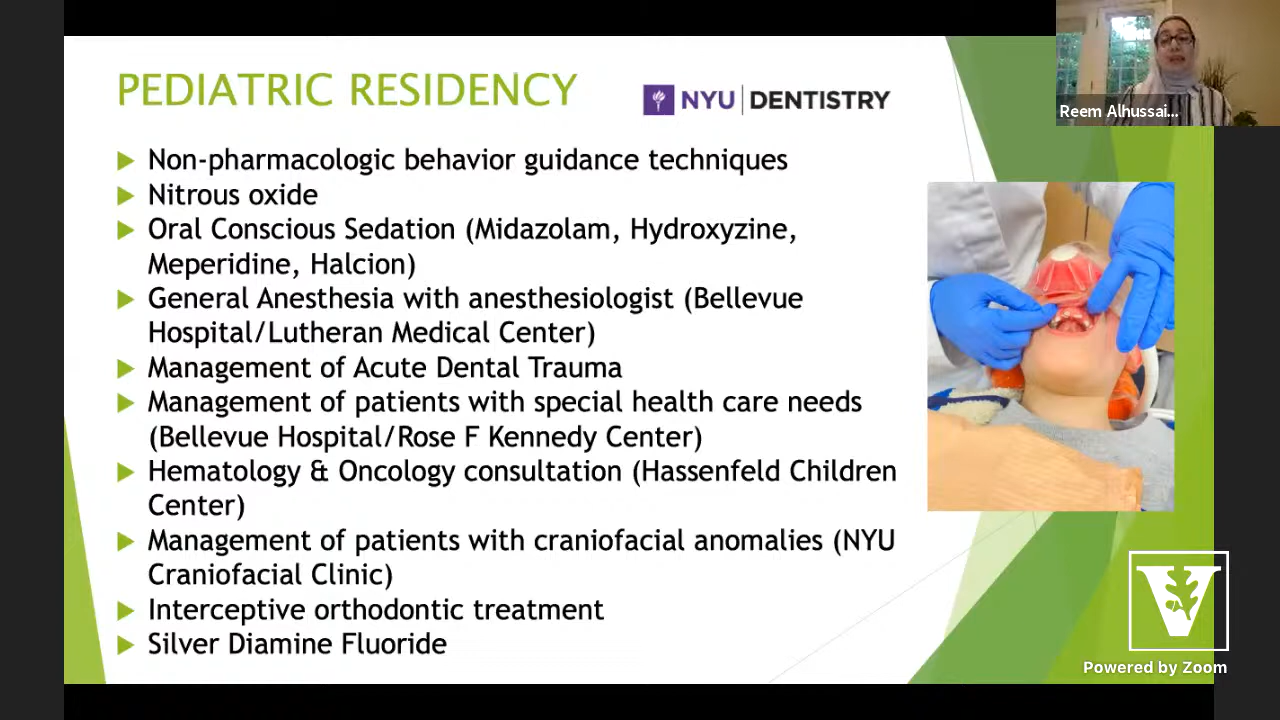 PEDIATRIC RESIDENCY
NYU DENTISTRY
Reem Alhussai...
Non-pharmacologic behavior guidance techniques
Nitrous oxide
Oral Conscious Sedation (Midazolam, Hydroxyzine,
Meperidine, Halcion)
General Anesthesia with anesthesiologist (Bellevue
Hospital/Lutheran Medical Center)
Management of Acute Dental Trauma
Management of patients with special health care needs
(Bellevue Hospital/Rose F Kennedy Center)
Hematology & Oncology consultation (Hassenfeld Children
Center)
Management of patients with craniofacial anomalies (NYU
Craniofacial Clinic)
Interceptive orthodontic treatment
Silver Diamine Fluoride
V
Powered by Zoom